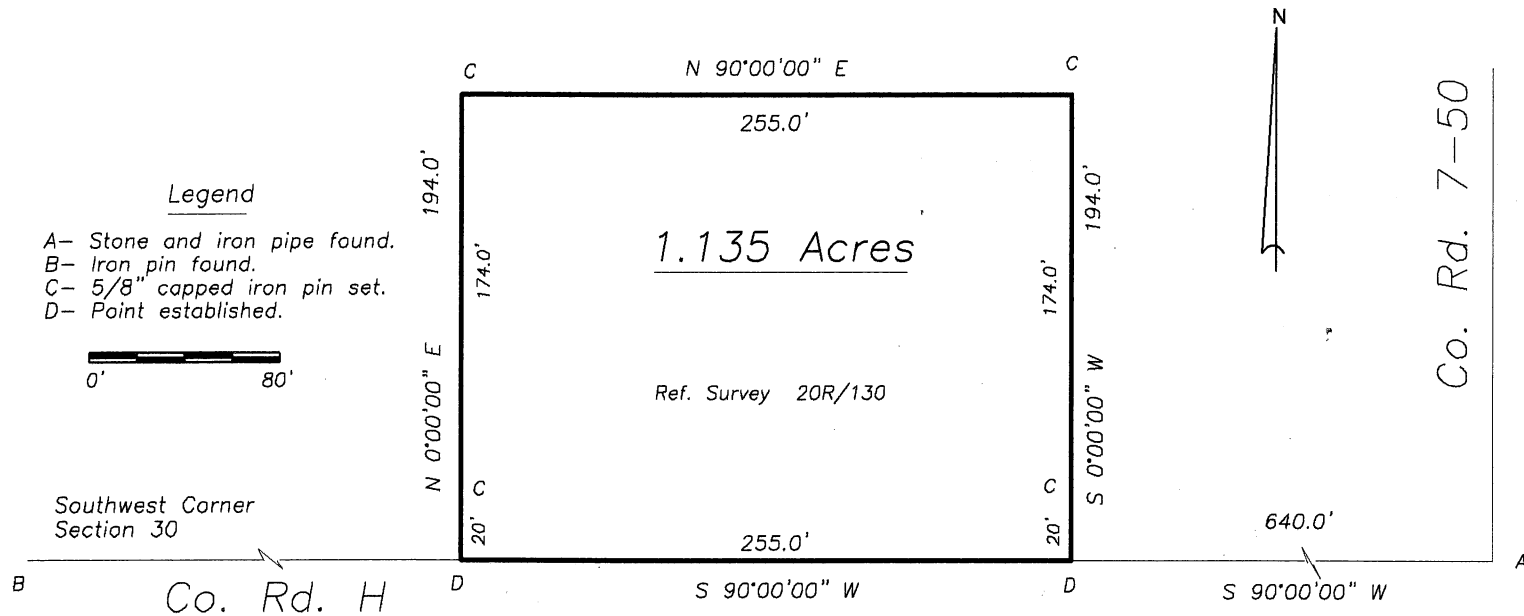 N
C
N 90°00'00" E
C
255.0'
Co. Rd. 7-50
194.0'
194.0'
Legend
A- Stone and iron pipe found.
B- Iron pin found.
C- 5/8" capped iron pin set.
D- Point established.
1.135 Acres
174.0'
174.0'
0'
80'
N 0°00'00" E
Ref. Survey 20R/130
S 0°00'00" W
C
C
Southwest Corner
Section 30
20'
255.0'
20'
640.0'
B
Co. Rd. H
D
S 90°00'00" W
D
S 90°00'00" W
A